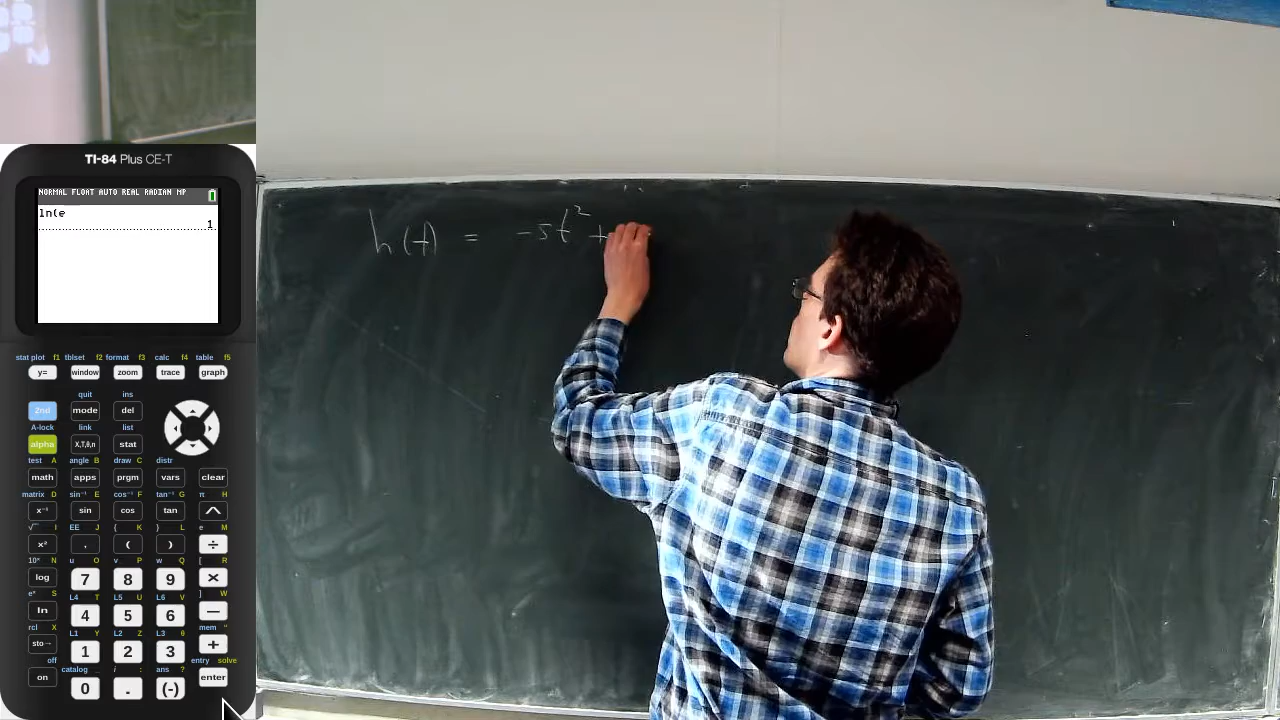 TI-84 Plus CE-T
NORMAL FLOAT AUTO REAL RADIAN MP
ln(e
1
h(t) = -5t² +
stat plot f1 tblset f2 format f3 calc f4 table f5
y= window zoom trace graph
quit ins
2nd mode del
A-lock link list
alpha X,T,θ,n stat
test A angle B draw C distr
math apps prgm vars clear
matrix D sin⁻¹ E cos⁻¹ F tan⁻¹ G π H
x⁻¹ sin cos tan ^
√ I EE J { K } L e M
x² , ( ) ÷
10ˣ N u O v P w Q [ R
log 7 8 9 ×
eˣ S L4 T L5 U L6 V ] W
ln 4 5 6 –
rcl X L1 Y L2 Z L3 θ mem "
sto→ 1 2 3 +
off catalog _ i : ans ? entry solve
on 0 . (-) enter